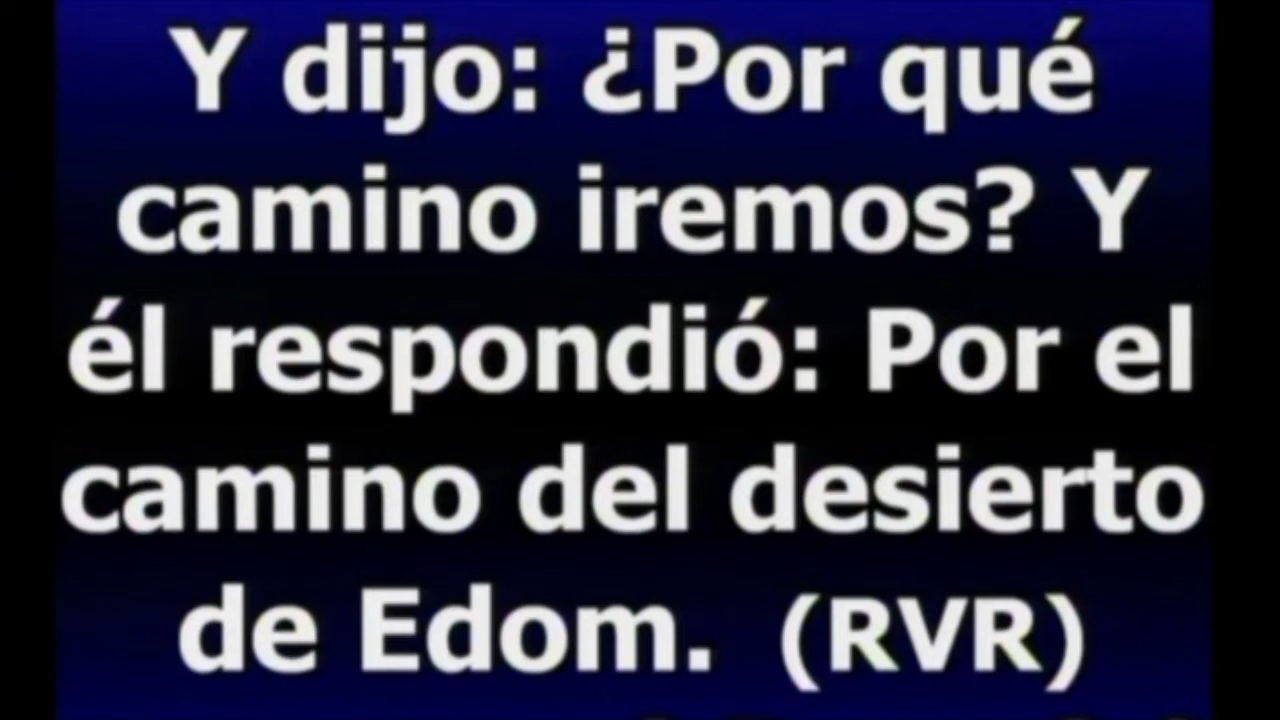 Y dijo: ¿Por qué
camino iremos? Y
él respondió: Por el
camino del desierto
de Edom. (RVR)